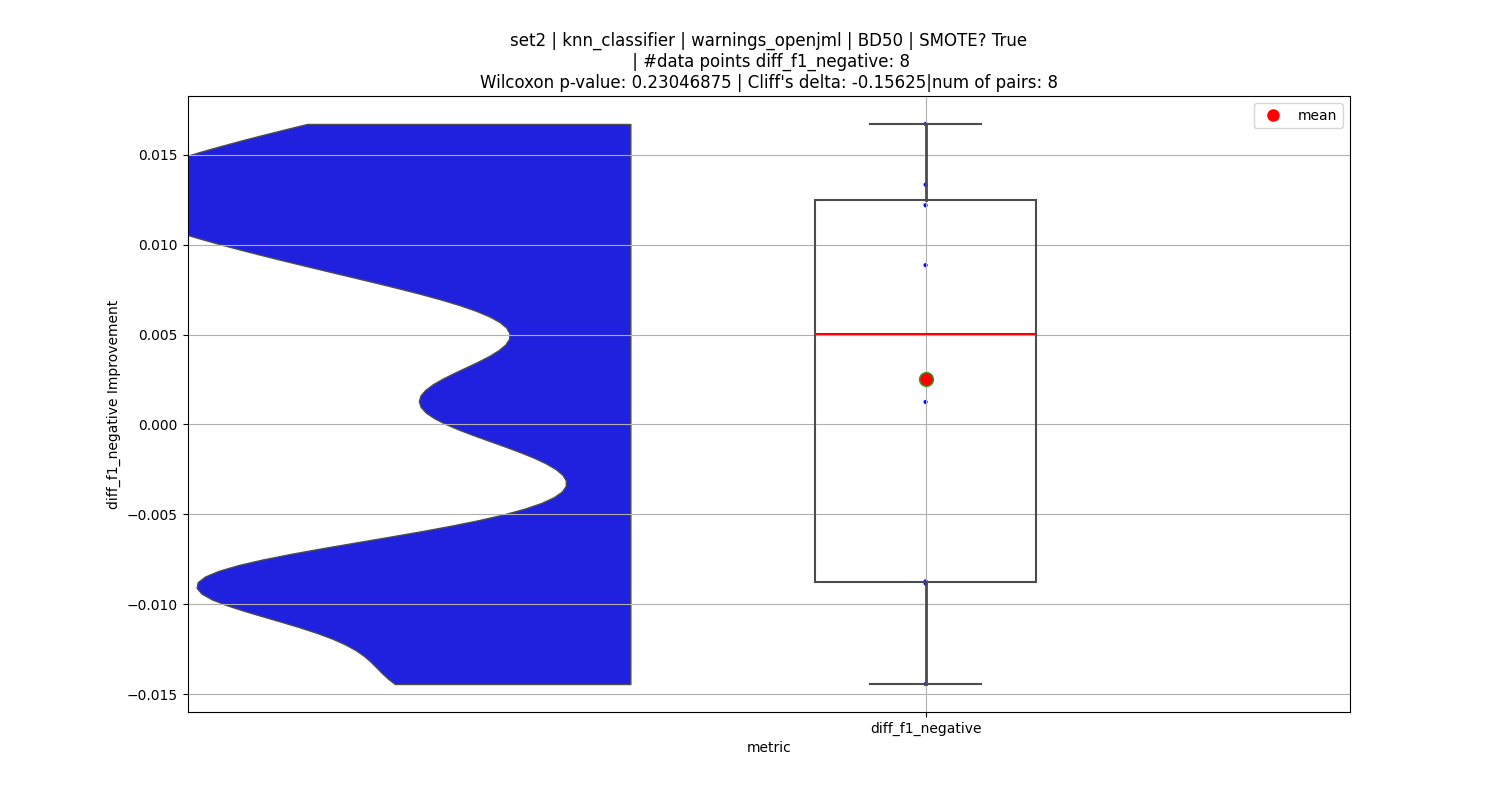 set2 | knn_classifier | warnings_openjml | BD50 | SMOTE? True
| #data points diff_f1_negative: 8
Wilcoxon p-value: 0.23046875 | Cliff's delta: -0.15625|num of pairs: 8
mean
0.015
0.010
0.005
0.000
−0.005
−0.010
−0.015
diff_f1_negative Improvement
diff_f1_negative
metric